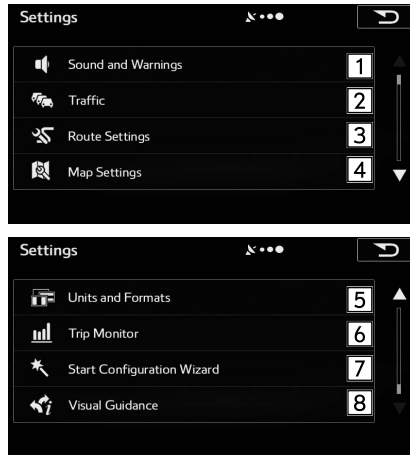 Settings
Sound and Warnings 1
Traffic 2
Route Settings 3
Map Settings 4
Settings
Units and Formats 5
Trip Monitor 6
Start Configuration Wizard 7
Visual Guidance 8